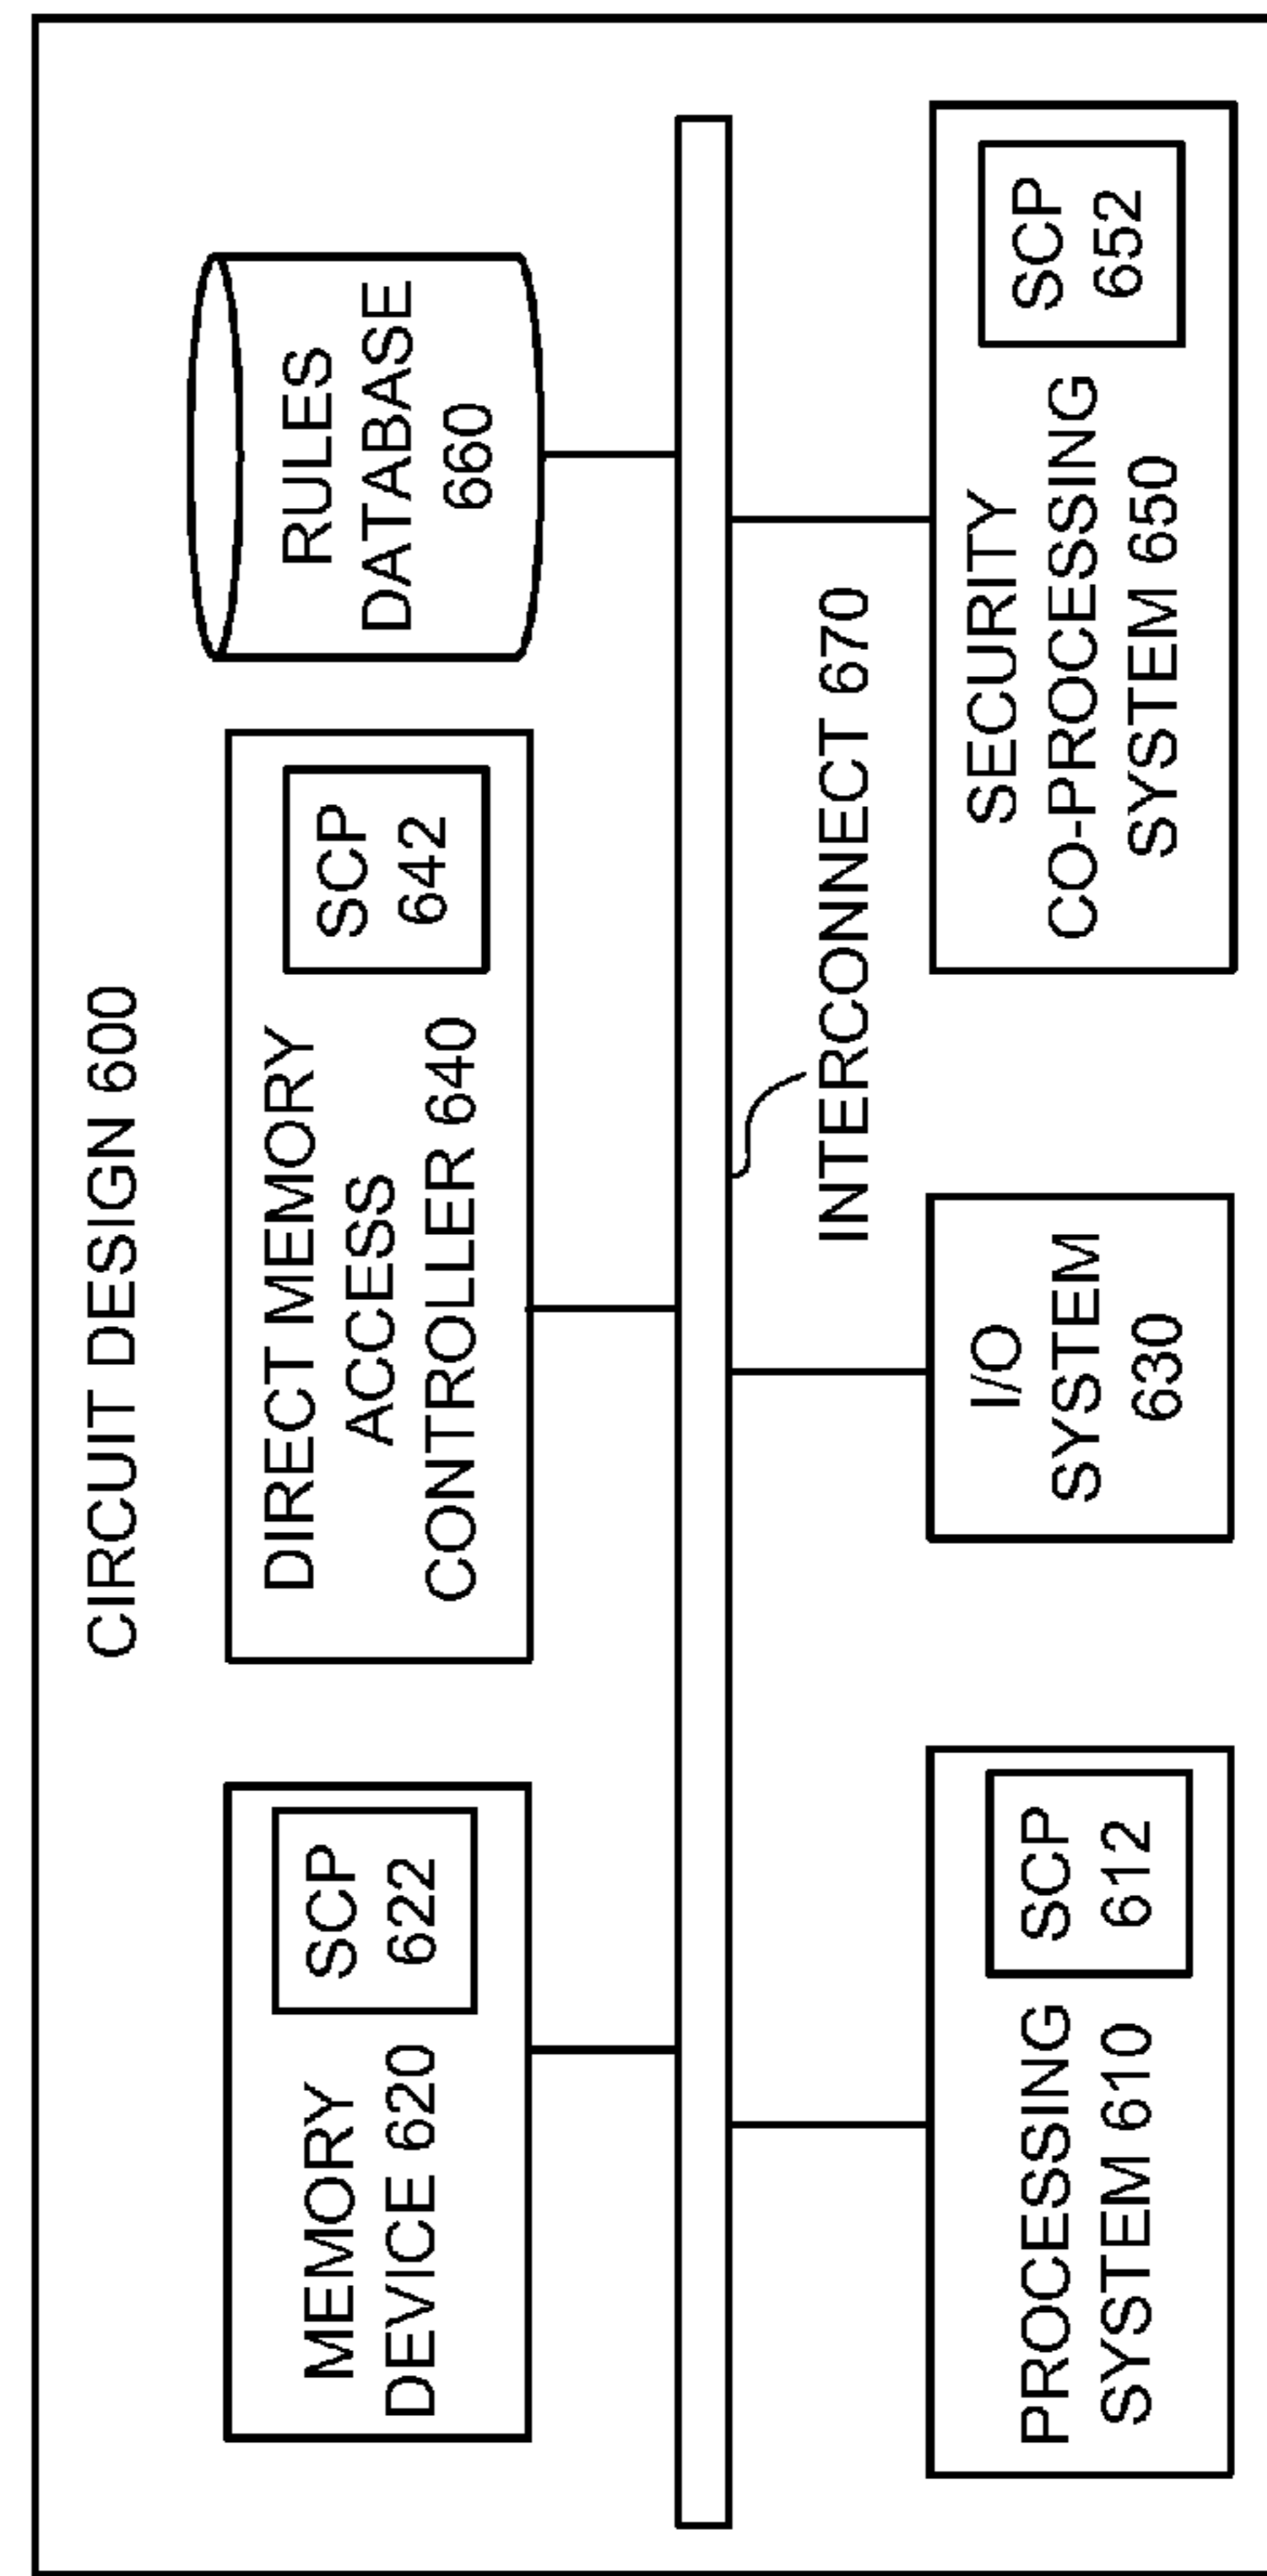 CIRCUIT DESIGN 600
MEMORY
DEVICE 620
SCP
622
DIRECT MEMORY
ACCESS
CONTROLLER 640
SCP
642
RULES
DATABASE
660
INTERCONNECT 670
PROCESSING
SYSTEM 610
SCP
612
I/O
SYSTEM
630
SECURITY
CO-PROCESSING
SYSTEM 650
SCP
652